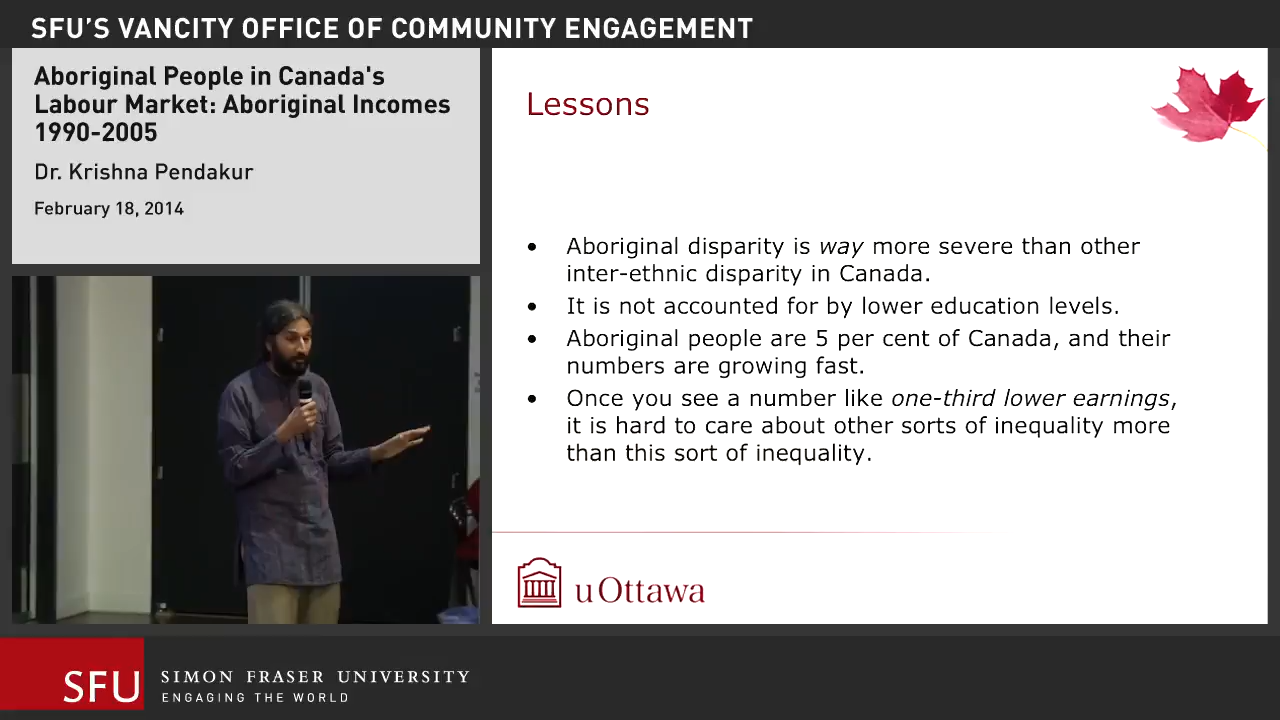 SFU'S VANCITY OFFICE OF COMMUNITY ENGAGEMENT
Aboriginal People in Canada's
Labour Market: Aboriginal Incomes
1990-2005
Dr. Krishna Pendakur
February 18, 2014
Lessons
• Aboriginal disparity is way more severe than other
inter-ethnic disparity in Canada.
• It is not accounted for by lower education levels.
• Aboriginal people are 5 per cent of Canada, and their
numbers are growing fast.
• Once you see a number like one-third lower earnings,
it is hard to care about other sorts of inequality more
than this sort of inequality.
uOttawa
SFU
SIMON FRASER UNIVERSITY
ENGAGING THE WORLD